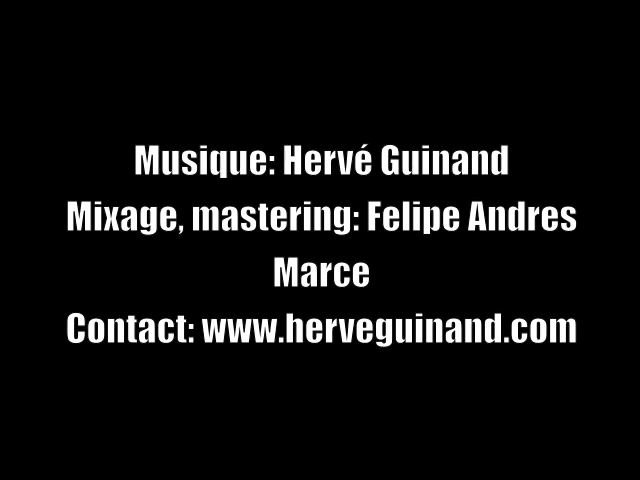 Musique: Hervé Guinand
Mixage, mastering: Felipe Andres
Marce
Contact: www.herveguinand.com